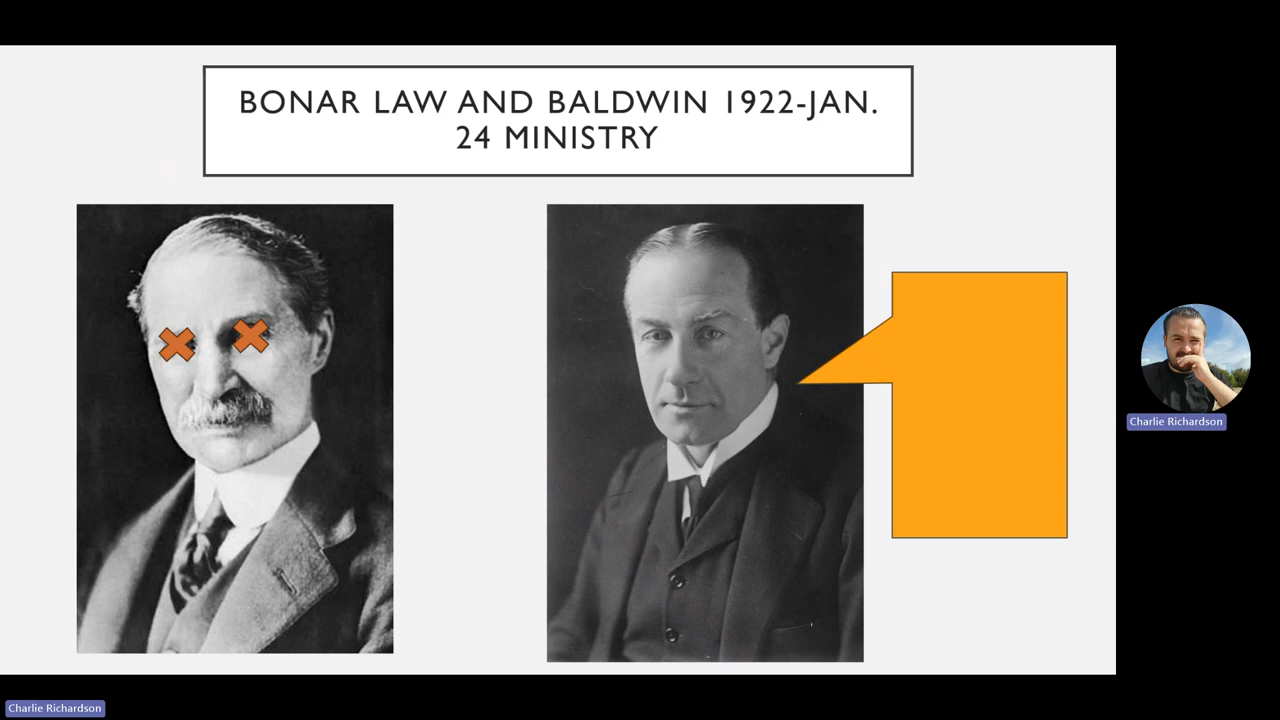 BONAR LAW AND BALDWIN 1922-JAN.
24 MINISTRY
Charlie Richardson
Charlie Richardson